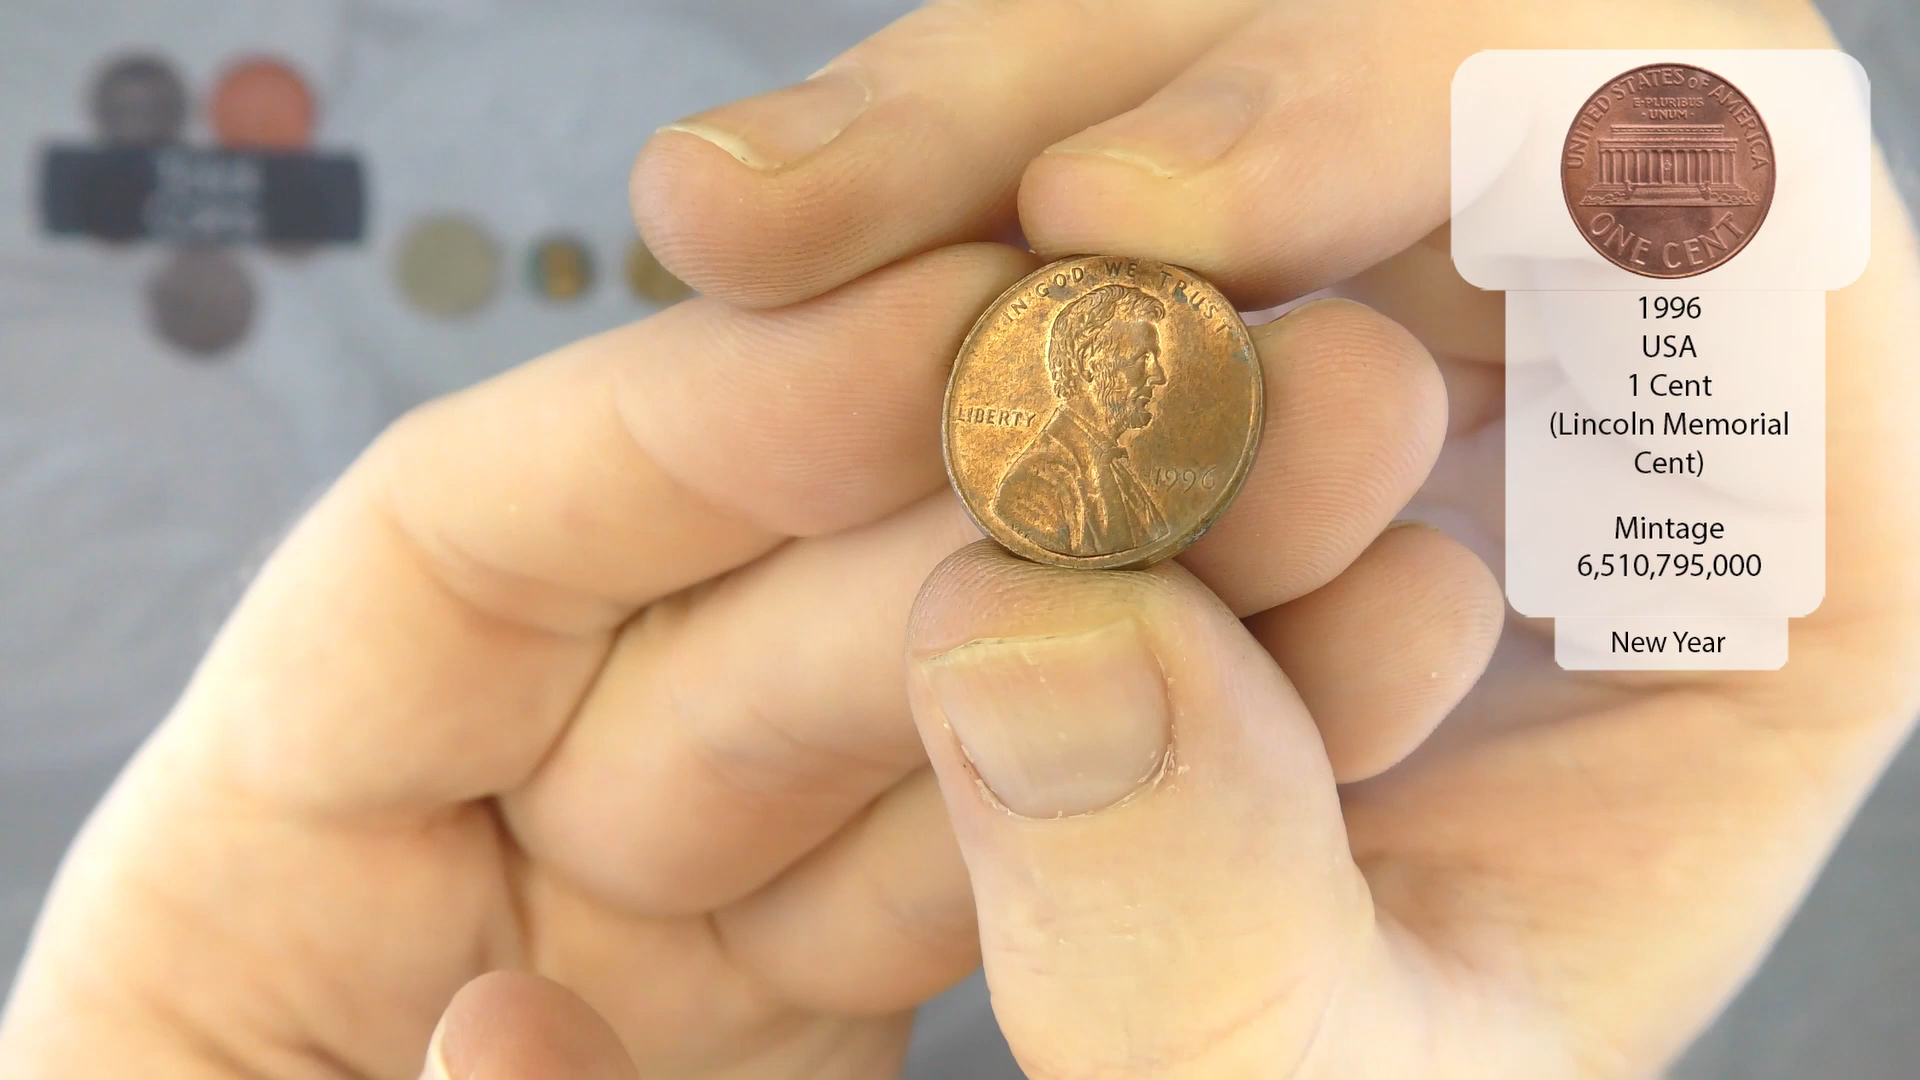 IN GOD WE TRUST
LIBERTY
1996
UNITED STATES OF AMERICA
E·PLURIBUS
·UNUM·
ONE CENT
1996
USA
1 Cent
(Lincoln Memorial
Cent)
Mintage
6,510,795,000
New Year